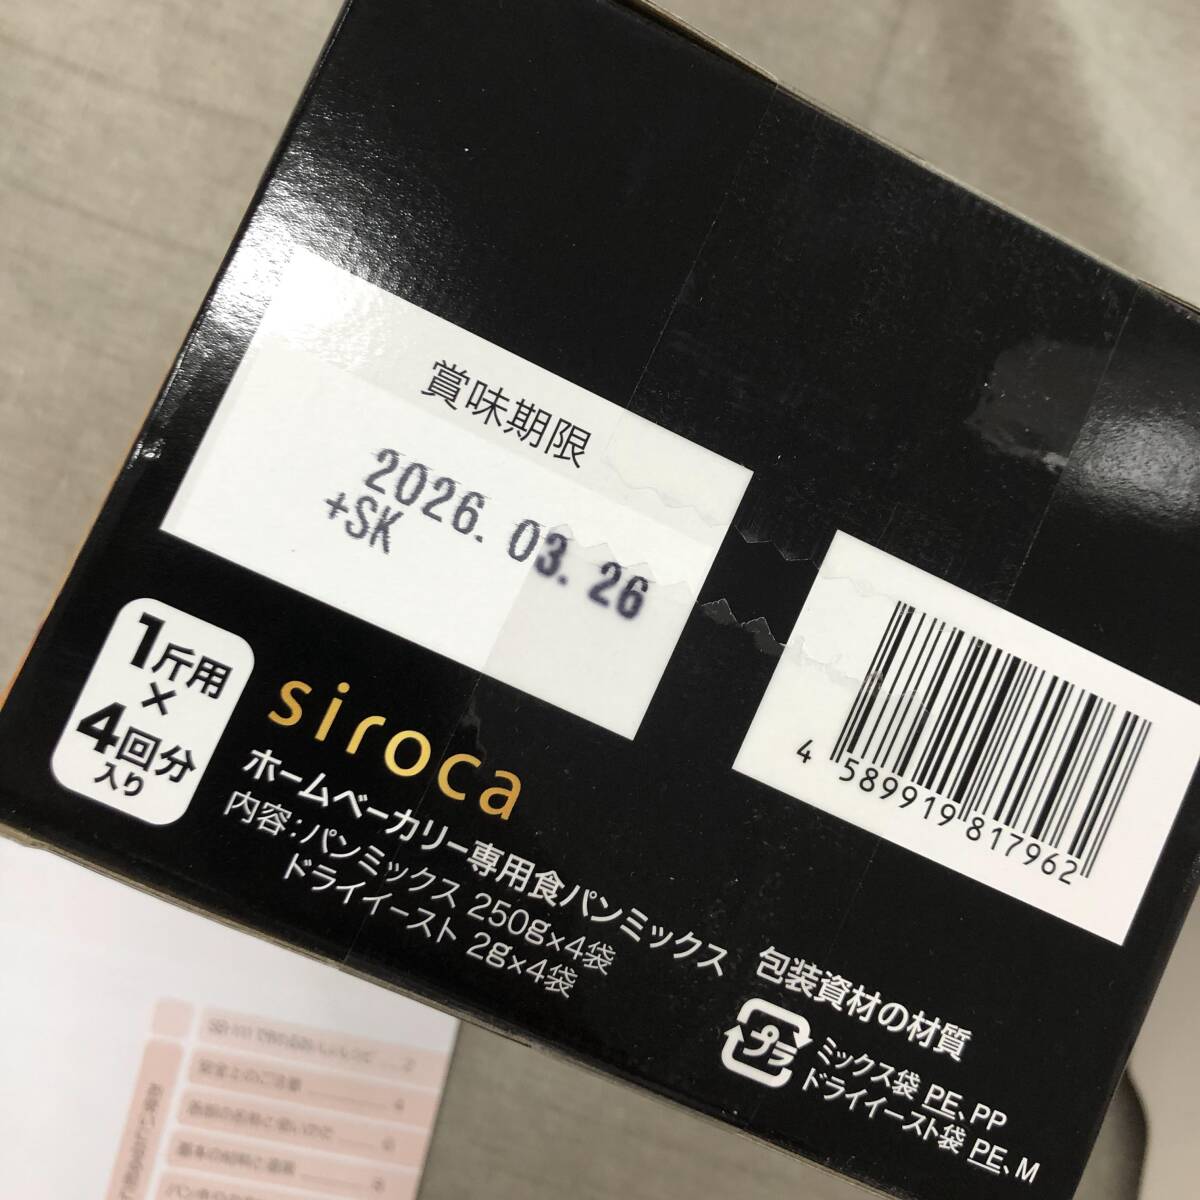 賞味期限
2026.03.26
+SK
1斤用
×
4回分
入り
siroca
ホームベーカリー専用食パンミックス
内容:パンミックス 250g×4袋
ドライイースト 2g×4袋
4 589919 817962
包装資材の材質
プラ
ミックス袋 PE、PP
ドライイースト袋 PE、M